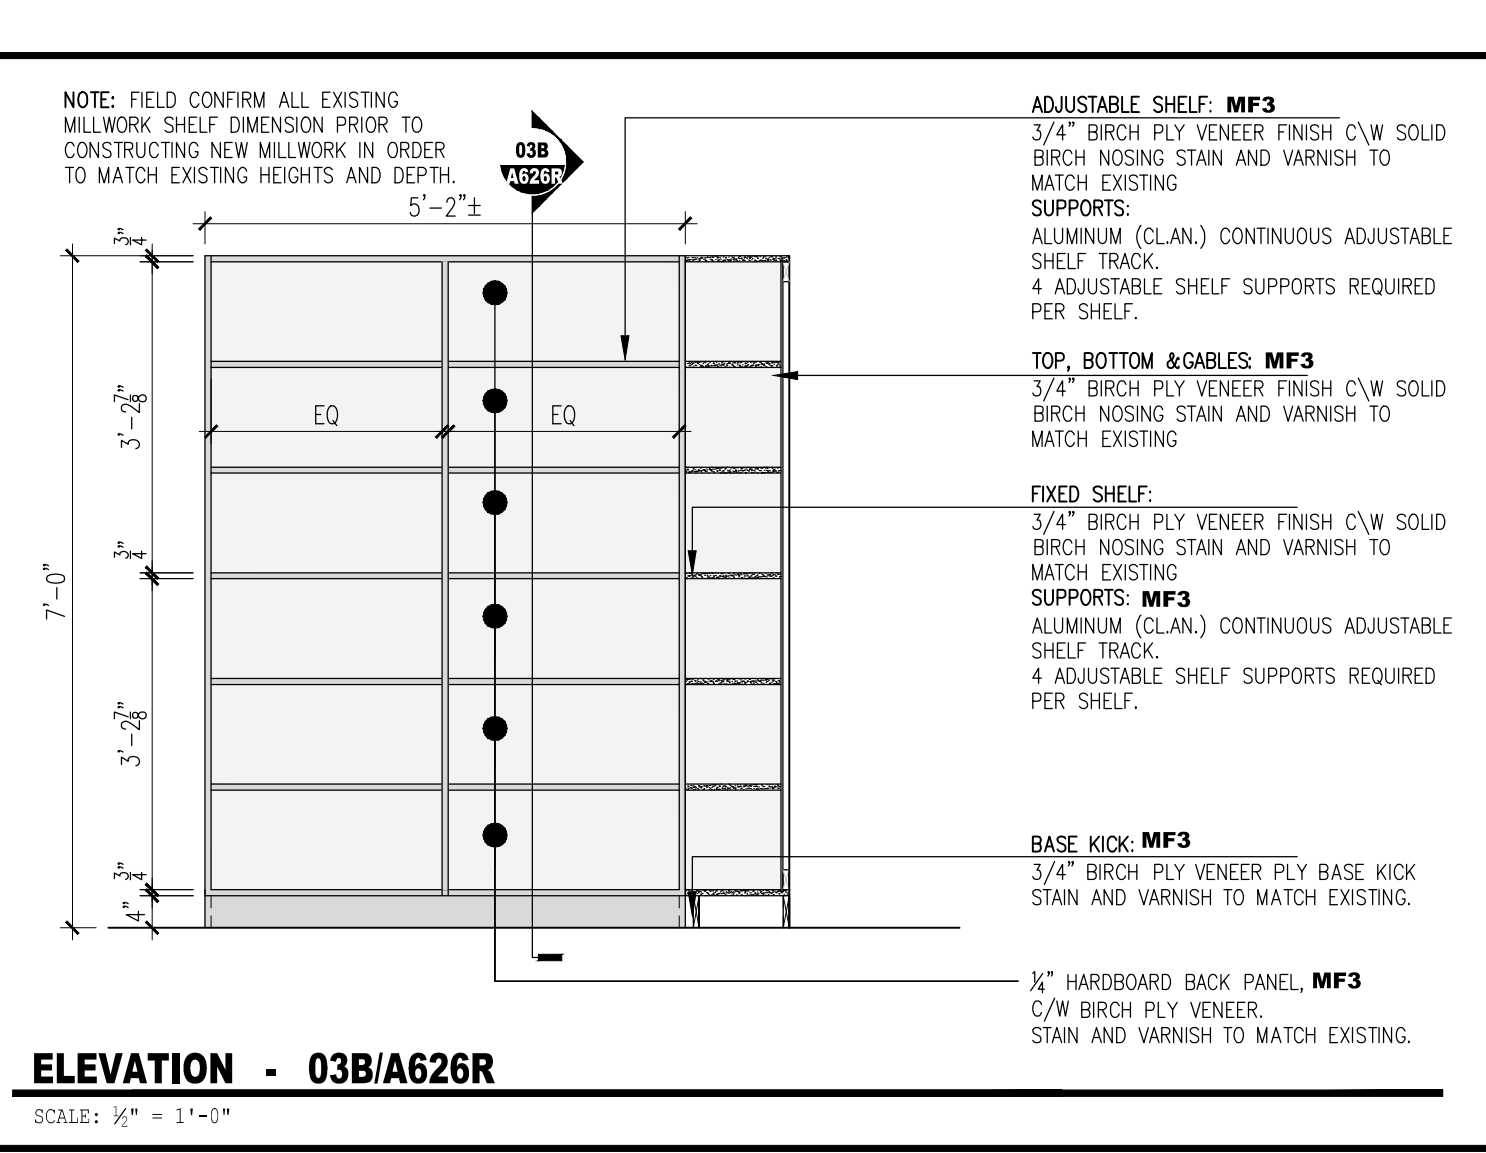 NOTE: FIELD CONFIRM ALL EXISTING
MILLWORK SHELF DIMENSION PRIOR TO
CONSTRUCTING NEW MILLWORK IN ORDER
TO MATCH EXISTING HEIGHTS AND DEPTH.
03B
A626R
5'-2"±
3/4"
3'-2 7/8"
3/4"
7'-0"
3'-2 7/8"
3/4"
4"
EQ
EQ
ADJUSTABLE SHELF: MF3
3/4" BIRCH PLY VENEER FINISH C\W SOLID
BIRCH NOSING STAIN AND VARNISH TO
MATCH EXISTING
SUPPORTS:
ALUMINUM (CL.AN.) CONTINUOUS ADJUSTABLE
SHELF TRACK.
4 ADJUSTABLE SHELF SUPPORTS REQUIRED
PER SHELF.
TOP, BOTTOM &GABLES: MF3
3/4" BIRCH PLY VENEER FINISH C\W SOLID
BIRCH NOSING STAIN AND VARNISH TO
MATCH EXISTING
FIXED SHELF:
3/4" BIRCH PLY VENEER FINISH C\W SOLID
BIRCH NOSING STAIN AND VARNISH TO
MATCH EXISTING
SUPPORTS: MF3
ALUMINUM (CL.AN.) CONTINUOUS ADJUSTABLE
SHELF TRACK.
4 ADJUSTABLE SHELF SUPPORTS REQUIRED
PER SHELF.
BASE KICK: MF3
3/4" BIRCH PLY VENEER PLY BASE KICK
STAIN AND VARNISH TO MATCH EXISTING.
¼" HARDBOARD BACK PANEL, MF3
C/W BIRCH PLY VENEER.
STAIN AND VARNISH TO MATCH EXISTING.
ELEVATION - 03B/A626R
SCALE: ½" = 1'-0"